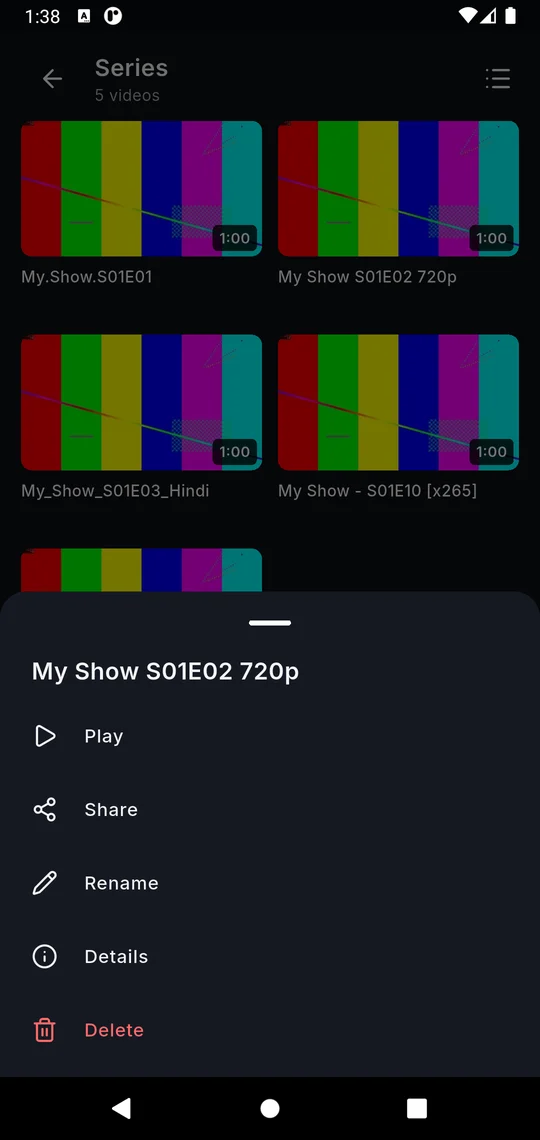 1:38
Series
5 videos
1:00
1:00
My.Show.S01E01
My Show S01E02 720p
1:00
1:00
My_Show_S01E03_Hindi
My Show - S01E10 [x265]
My Show S01E02 720p
Play
Share
Rename
Details
Delete